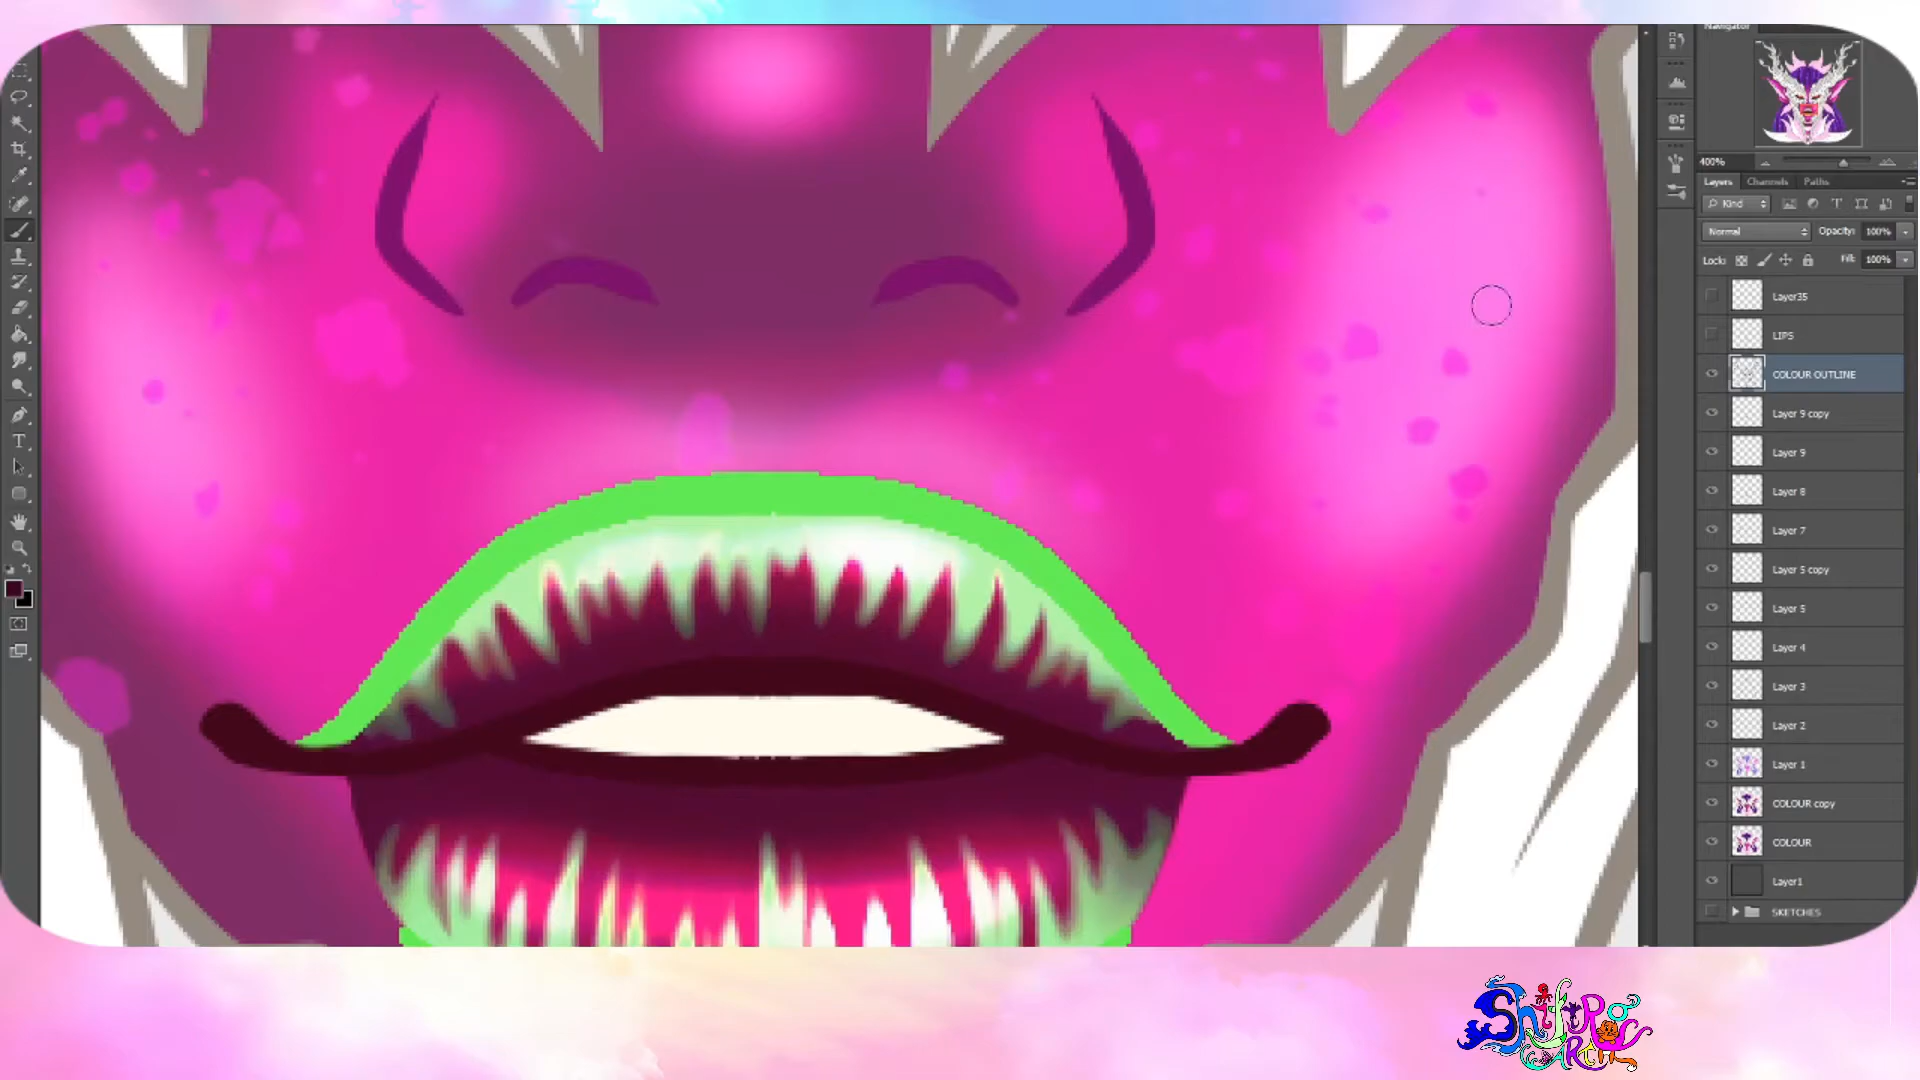 Navigator
400%
Layers Channels Paths
Kind
Normal Opacity: 100%
Lock: Fill: 100%
Layer35
LIPS
COLOUR OUTLINE
Layer 9 copy
Layer 9
Layer 8
Layer 7
Layer 5 copy
Layer 5
Layer 4
Layer 3
Layer 2
Layer 1
COLOUR copy
COLOUR
Layer1
SKETCHES